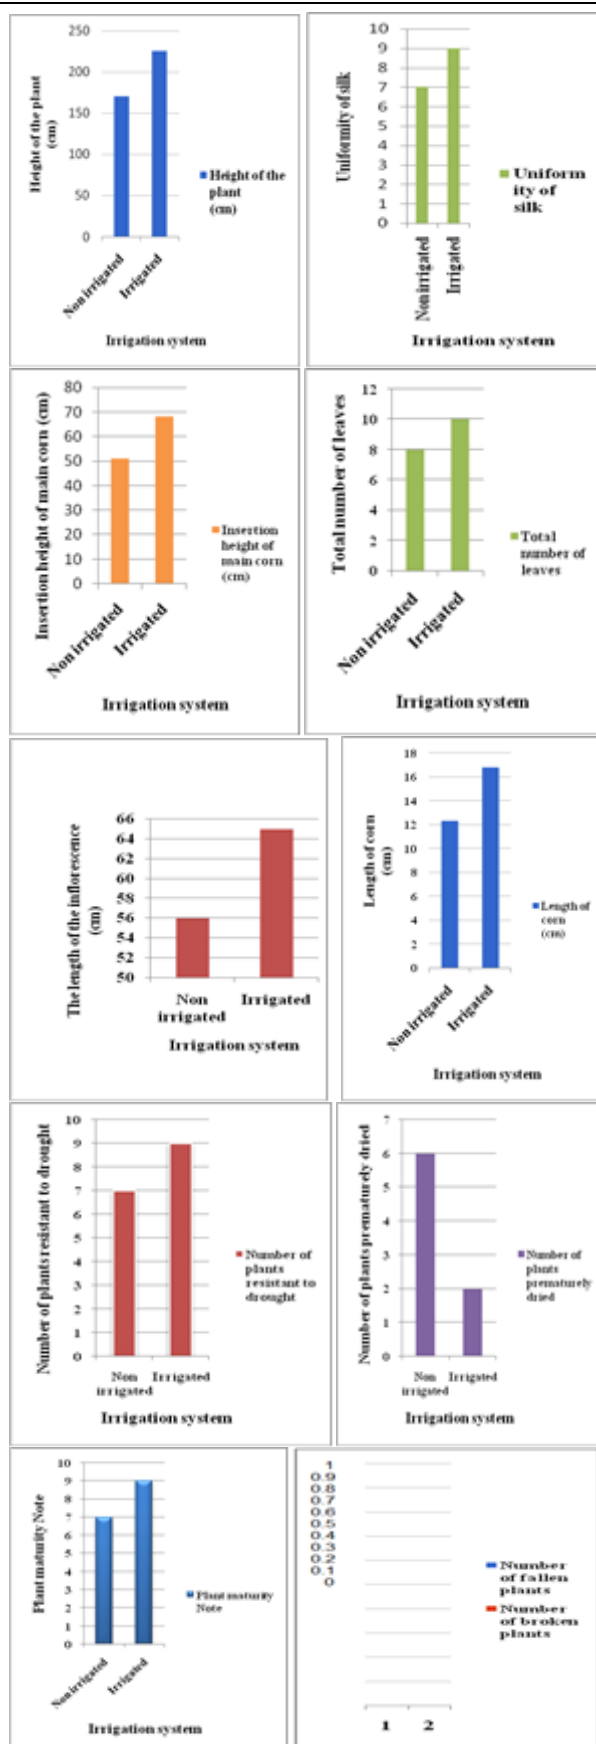 250
200
150
100
50
0
Height of the plant
(cm)
Non irrigated
Irrigated
Irrigation system
Height of the
plant
(cm)
10
9
8
7
6
5
4
3
2
1
0
Uniformity of silk
Non irrigated
Irrigated
Irrigation system
Uniform
ity of
silk
80
70
60
50
40
30
20
10
0
Insertion height of main corn (cm)
Non irrigated
Irrigated
Irrigation system
Insertion
height of
main corn
(cm)
12
10
8
6
4
2
0
Total number of leaves
Non irrigated
Irrigated
Irrigation system
Total
number of
leaves
66
64
62
60
58
56
54
52
50
The length of the inflorescence
(cm)
Non
irrigated
Irrigated
Irrigation system
18
16
14
12
10
8
6
4
2
0
Length of corn
(cm)
Non irrigated
Irrigated
Irrigation system
Length of
corn
(cm)
10
9
8
7
6
5
4
3
2
1
0
Number of plants resistant to drought
Non
irrigated
Irrigated
Irrigation system
Number of
plants
resistant to
drought
7
6
5
4
3
2
1
0
Number of plants prematurely dried
Non
irrigated
Irrigated
Irrigation system
Number of
plants
prematurely
dried
10
9
8
7
6
5
4
3
2
1
0
Plant maturity Note
Non irrigated
Irrigated
Irrigation system
Plant maturity
Note
1
0.9
0.8
0.7
0.6
0.5
0.4
0.3
0.2
0.1
0
1 2
Number
of fallen
plants
Number
of broken
plants